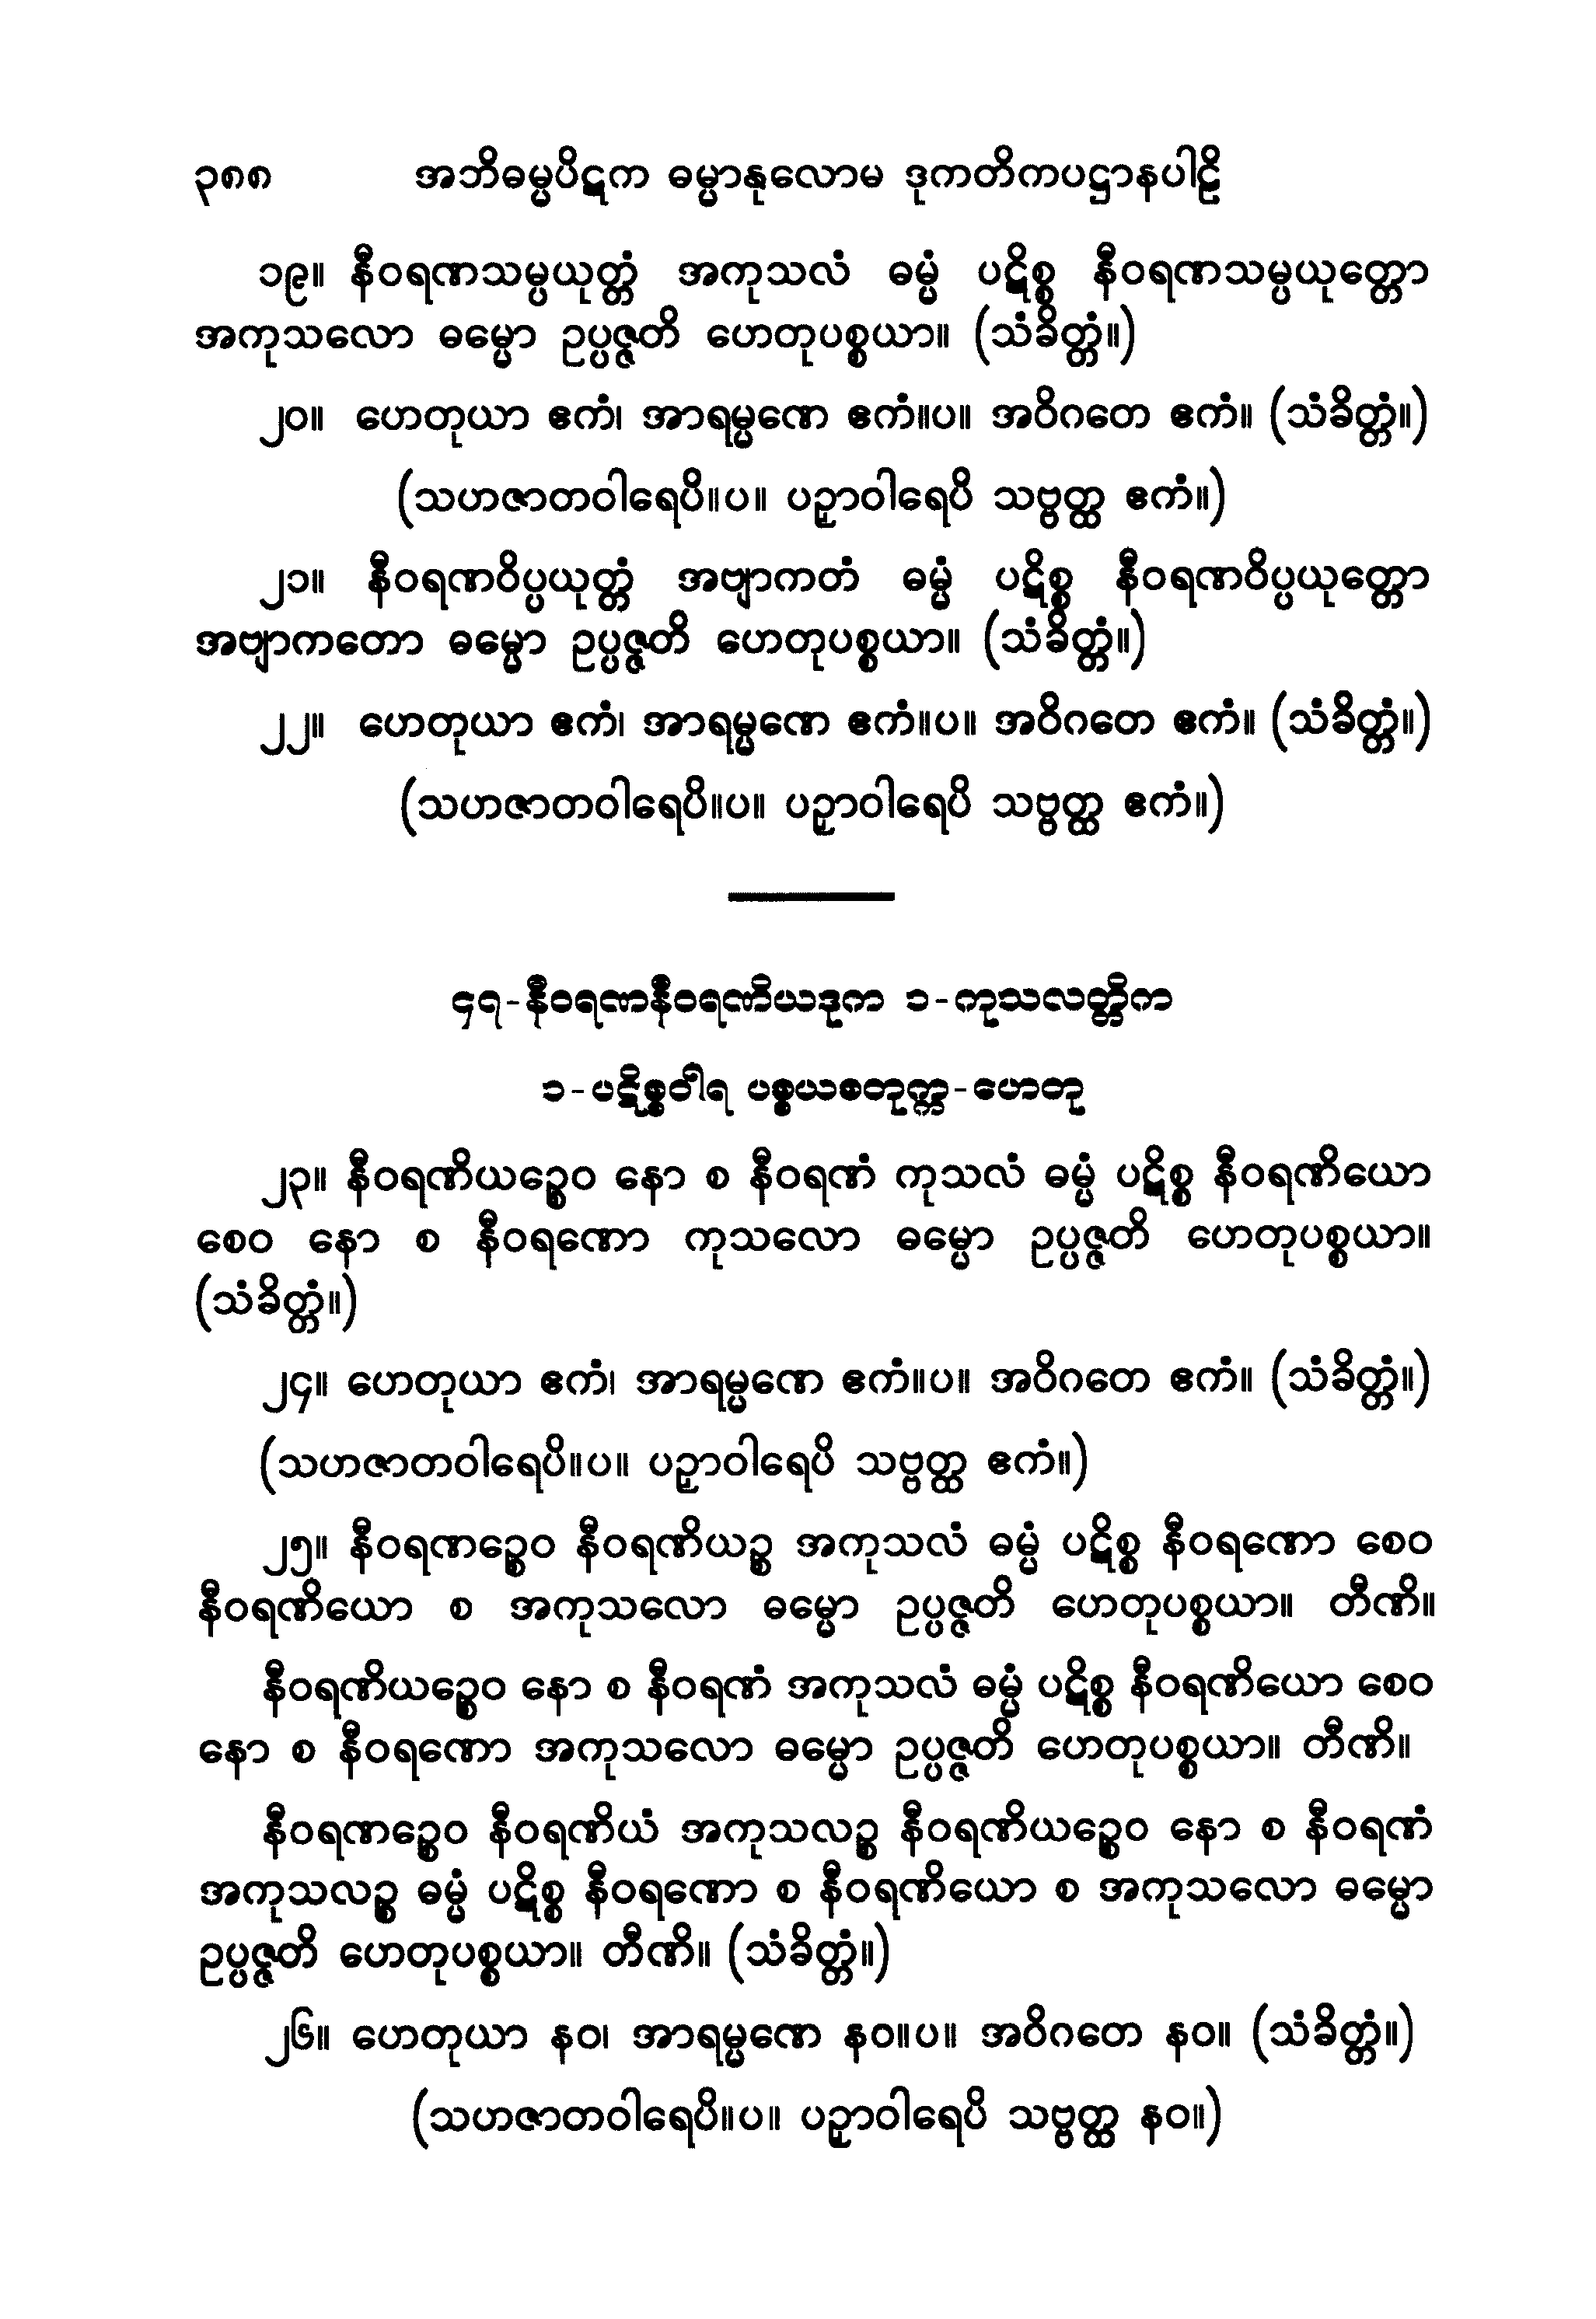 ၃၈၈ အဘိဓမ္မပိဋက ဓမ္မာနုလောမ ဒုကတိကပဋ္ဌာနပါဠိ
၁၉။ နီဝရဏသမ္ပယုတ္တံ အကုသလံ ဓမ္မံ ပဋိစ္စ နီဝရဏသမ္ပယုတ္တော
အကုသလော ဓမ္မော ဥပ္ပဇ္ဇတိ ဟေတုပစ္စယာ။ (သံခိတ္တံ။)
၂၀။ ဟေတုယာ ဧကံ၊ အာရမ္မဏေ ဧကံ။ပ။ အဝိဂတေ ဧကံ။ (သံခိတ္တံ။)
(သဟဇာတဝါရေပိ။ပ။ ပဉှာဝါရေပိ သဗ္ဗတ္ထ ဧကံ။)
၂၁။ နီဝရဏဝိပ္ပယုတ္တံ အဗျာကတံ ဓမ္မံ ပဋိစ္စ နီဝရဏဝိပ္ပယုတ္တော
အဗျာကတော ဓမ္မော ဥပ္ပဇ္ဇတိ ဟေတုပစ္စယာ။ (သံခိတ္တံ။)
၂၂။ ဟေတုယာ ဧကံ၊ အာရမ္မဏေ ဧကံ။ပ။ အဝိဂတေ ဧကံ။ (သံခိတ္တံ။)
(သဟဇာတဝါရေပိ။ပ။ ပဉှာဝါရေပိ သဗ္ဗတ္ထ ဧကံ။)
၄၇-နီဝရဏနီဝရဏိယဒုက ၁-ကုသလတ္တိက
၁-ပဋိစ္စဝါရ ပစ္စယစတုက္က-ဟေတု
၂၃။ နီဝရဏိယဉ္စေဝ နော စ နီဝရဏံ ကုသလံ ဓမ္မံ ပဋိစ္စ နီဝရဏိယော
စေဝ နော စ နီဝရဏော ကုသလော ဓမ္မော ဥပ္ပဇ္ဇတိ ဟေတုပစ္စယာ။
(သံခိတ္တံ။)
၂၄။ ဟေတုယာ ဧကံ၊ အာရမ္မဏေ ဧကံ။ပ။ အဝိဂတေ ဧကံ။ (သံခိတ္တံ။)
(သဟဇာတဝါရေပိ။ပ။ ပဉှာဝါရေပိ သဗ္ဗတ္ထ ဧကံ။)
၂၅။ နီဝရဏဉ္စေဝ နီဝရဏိယဉ္စ အကုသလံ ဓမ္မံ ပဋိစ္စ နီဝရဏော စေဝ
နီဝရဏိယော စ အကုသလော ဓမ္မော ဥပ္ပဇ္ဇတိ ဟေတုပစ္စယာ။ တီဏိ။
နီဝရဏိယဉ္စေဝ နော စ နီဝရဏံ အကုသလံ ဓမ္မံ ပဋိစ္စ နီဝရဏိယော စေဝ
နော စ နီဝရဏော အကုသလော ဓမ္မော ဥပ္ပဇ္ဇတိ ဟေတုပစ္စယာ။ တီဏိ။
နီဝရဏဉ္စေဝ နီဝရဏိယံ အကုသလဉ္စ နီဝရဏိယဉ္စေဝ နော စ နီဝရဏံ
အကုသလဉ္စ ဓမ္မံ ပဋိစ္စ နီဝရဏော စ နီဝရဏိယော စ အကုသလော ဓမ္မော
ဥပ္ပဇ္ဇတိ ဟေတုပစ္စယာ။ တီဏိ။ (သံခိတ္တံ။)
၂၆။ ဟေတုယာ နဝ၊ အာရမ္မဏေ နဝ။ပ။ အဝိဂတေ နဝ။ (သံခိတ္တံ။)
(သဟဇာတဝါရေပိ။ပ။ ပဉှာဝါရေပိ သဗ္ဗတ္ထ နဝ။)